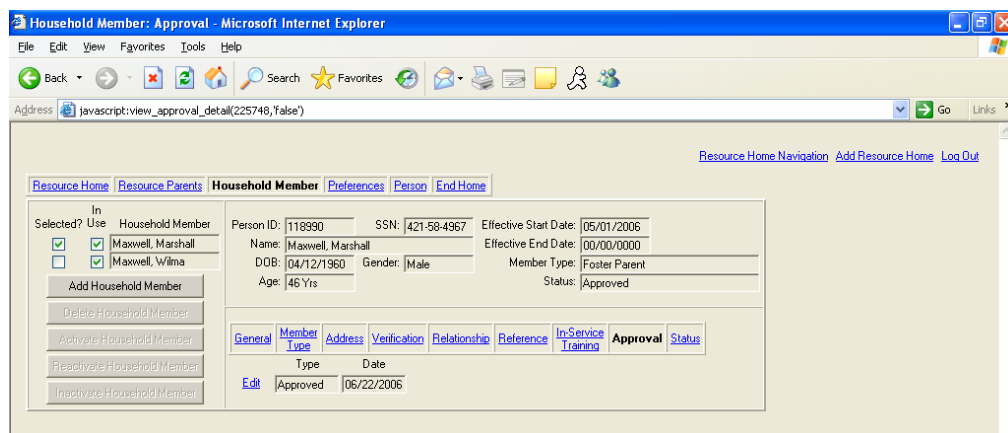 Household Member: Approval - Microsoft Internet Explorer
File Edit View Favorites Tools Help
Back Search Favorites
Address javascript:view_approval_detail(225748,'false') Go Links
Resource Home Navigation Add Resource Home Log Out
Resource Home Resource Parents Household Member Preferences Person End Home
Selected? In Use Household Member
Maxwell, Marshall
Maxwell, Wilma
Add Household Member
Delete Household Member
Activate Household Member
Reactivate Household Member
Inactivate Household Member
Person ID: 118990 SSN: 421-58-4967 Effective Start Date: 05/01/2006
Name: Maxwell, Marshall Effective End Date: 00/00/0000
DOB: 04/12/1960 Gender: Male Member Type: Foster Parent
Age: 46 Yrs Status: Approved
General Member Type Address Verification Relationship Reference In-Service Training Approval Status
Type Date
Edit Approved 06/22/2006